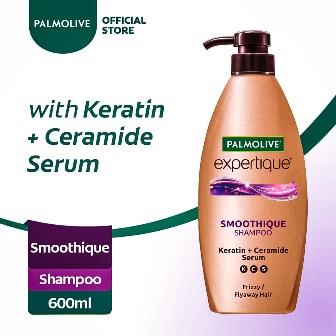 PALMOLIVE
OFFICIAL
STORE
with Keratin
+ Ceramide
Serum
Smoothique
Shampoo
600ml
PALMOLIVE
expertique
SMOOTHIQUE
SHAMPOO
Keratin + Ceramide
Serum
K C S
Frizzy /
Flyaway Hair